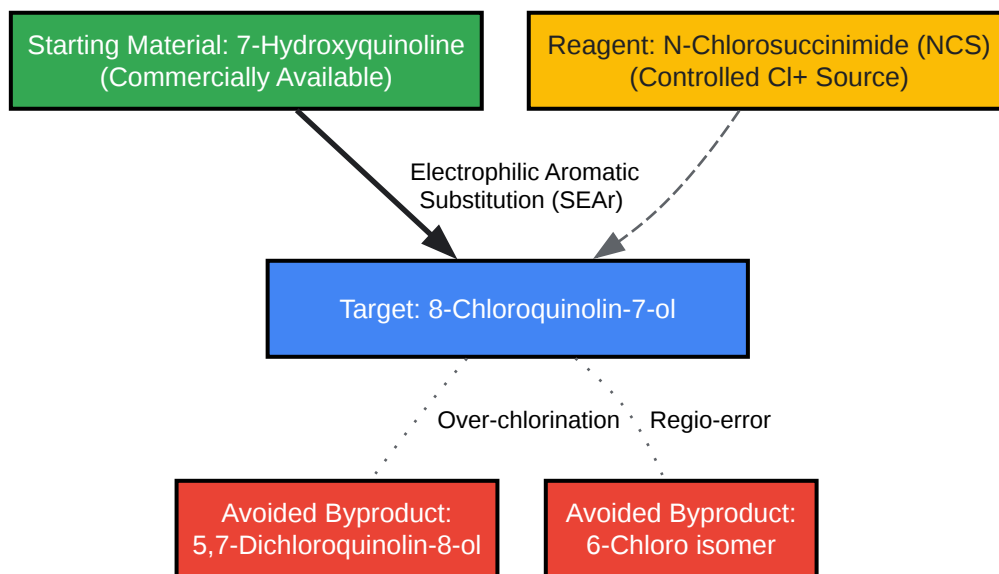 Starting Material: 7-Hydroxyquinoline
(Commercially Available)
Reagent: N-Chlorosuccinimide (NCS)
(Controlled Cl+ Source)
Electrophilic Aromatic
Substitution (SEAr)
Target: 8-Chloroquinolin-7-ol
Over-chlorination
Regio-error
Avoided Byproduct:
5,7-Dichloroquinolin-8-ol
Avoided Byproduct:
6-Chloro isomer